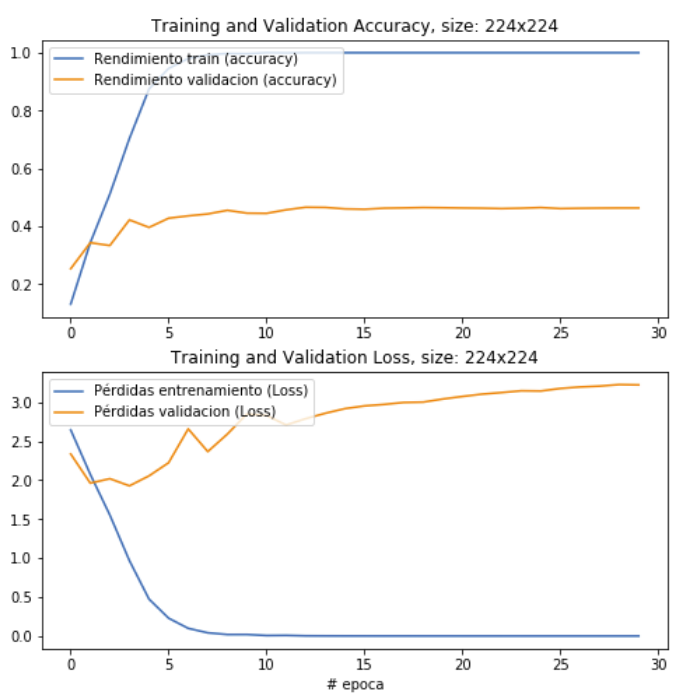 Training and Validation Accuracy, size: 224x224
1.0
0.8
0.6
0.4
0.2
Rendimiento train (accuracy)
Rendimiento validacion (accuracy)
0 5 10 15 20 25 30
Training and Validation Loss, size: 224x224
3.0
2.5
2.0
1.5
1.0
0.5
0.0
Pérdidas entrenamiento (Loss)
Pérdidas validacion (Loss)
0 5 10 15 20 25 30
# epoca